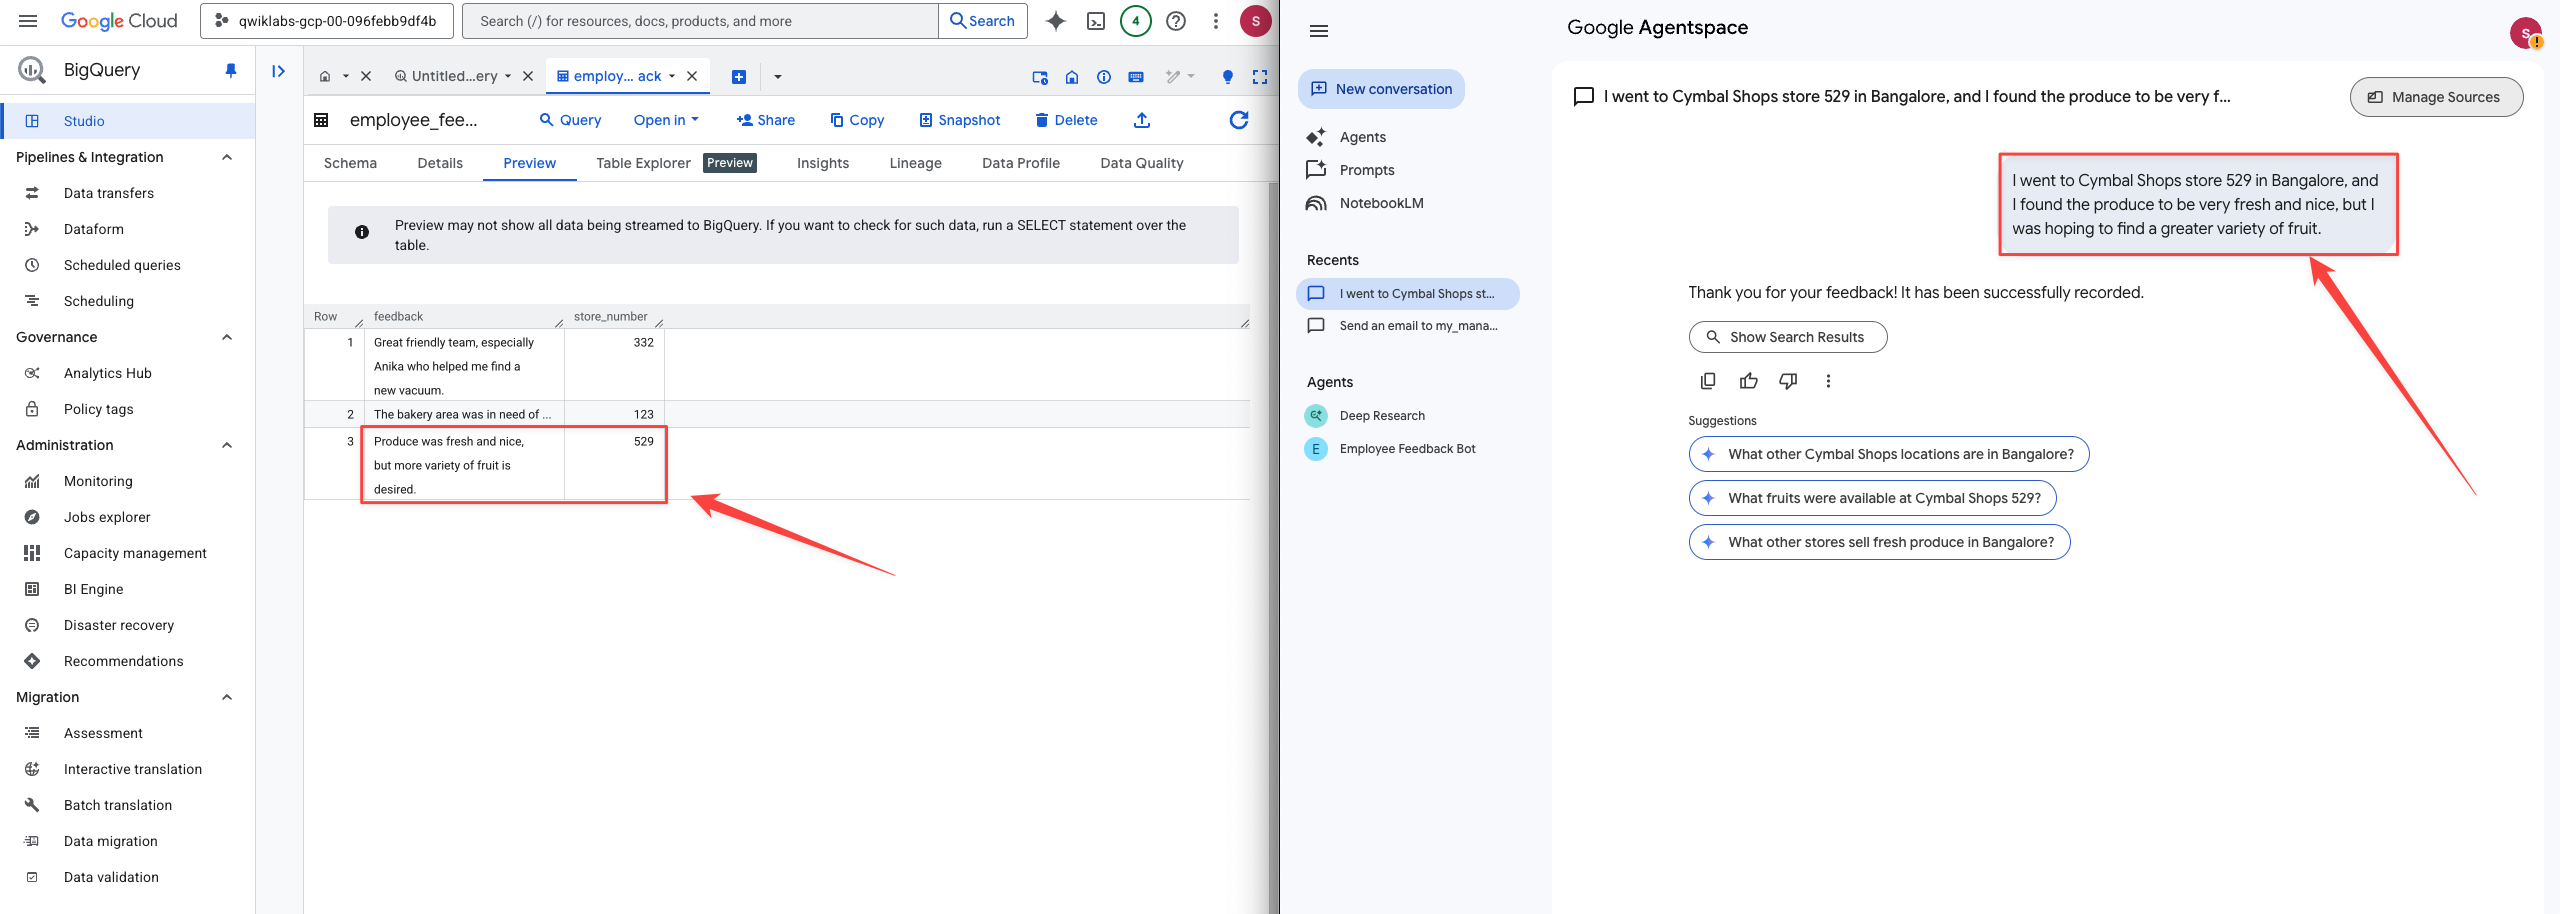 Google Cloud
qwiklabs-gcp-00-096febb9df4b
Search (/) for resources, docs, products, and more
Search
4
S
BigQuery
Studio
Pipelines & Integration
Data transfers
Dataform
Scheduled queries
Scheduling
Governance
Analytics Hub
Policy tags
Administration
Monitoring
Jobs explorer
Capacity management
BI Engine
Disaster recovery
Recommendations
Migration
Assessment
Interactive translation
Batch translation
Data migration
Data validation
Untitled...ery
employ... ack
employee_fee...
Query
Open in
Share
Copy
Snapshot
Delete
Schema
Details
Preview
Table Explorer
Preview
Insights
Lineage
Data Profile
Data Quality
Preview may not show all data being streamed to BigQuery. If you want to check for such data, run a SELECT statement over the
table.
Row
feedback
store_number
1
Great friendly team, especially
332
Anika who helped me find a
new vacuum.
2
The bakery area was in need of ...
123
3
Produce was fresh and nice,
529
but more variety of fruit is
desired.
Google Agentspace
S
New conversation
Agents
Prompts
NotebookLM
Recents
I went to Cymbal Shops st...
Send an email to my_mana...
Agents
Deep Research
E
Employee Feedback Bot
I went to Cymbal Shops store 529 in Bangalore, and I found the produce to be very f...
Manage Sources
I went to Cymbal Shops store 529 in Bangalore, and
I found the produce to be very fresh and nice, but I
was hoping to find a greater variety of fruit.
Thank you for your feedback! It has been successfully recorded.
Show Search Results
Suggestions
What other Cymbal Shops locations are in Bangalore?
What fruits were available at Cymbal Shops 529?
What other stores sell fresh produce in Bangalore?